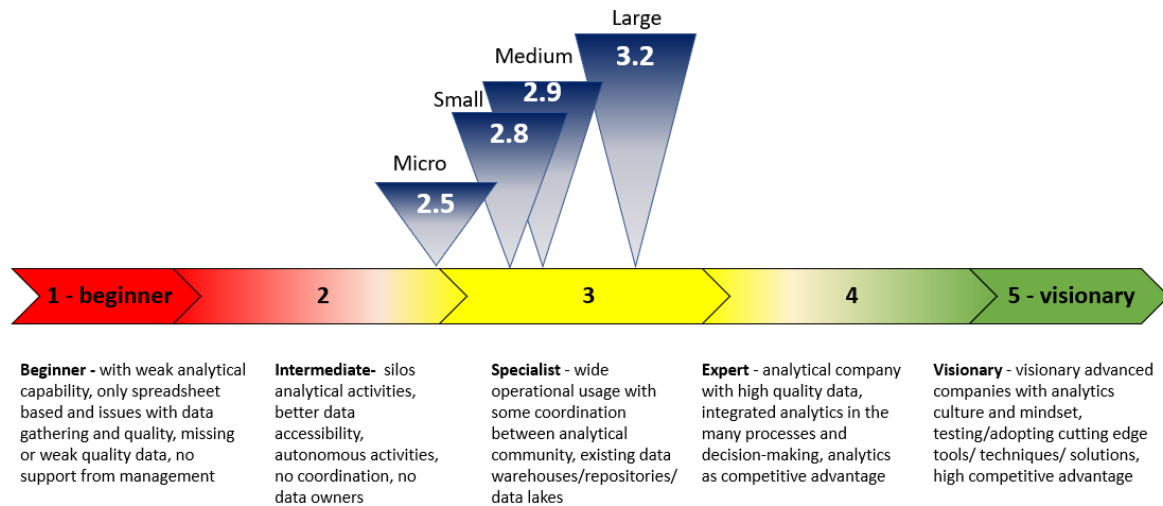 Large
3.2
Medium
2.9
Small
2.8
Micro
2.5
1 - beginner
2
3
4
5 - visionary
Beginner - with weak analytical
capability, only spreadsheet
based and issues with data
gathering and quality, missing
or weak quality data, no
support from management
Intermediate- silos
analytical activities,
better data
accessibility,
autonomous activities,
no coordination, no
data owners
Specialist - wide
operational usage with
some coordination
between analytical
community, existing data
warehouses/repositories/
data lakes
Expert - analytical company
with high quality data,
integrated analytics in the
many processes and
decision-making, analytics
as competitive advantage
Visionary - visionary advanced
companies with analytics
culture and mindset,
testing/adopting cutting edge
tools/ techniques/ solutions,
high competitive advantage